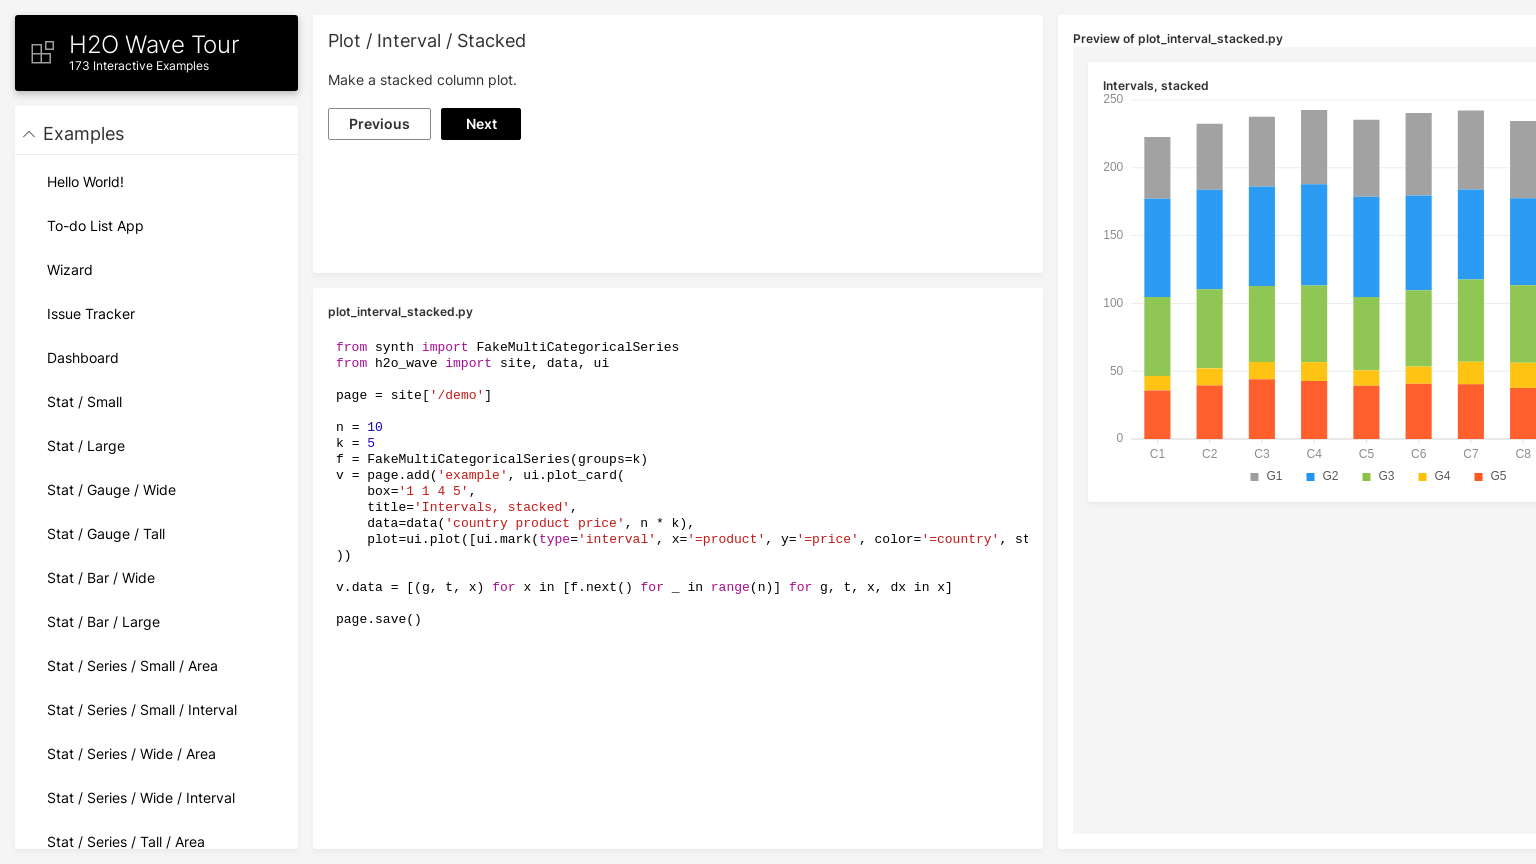 H2O Wave Tour
173 Interactive Examples
Examples
Hello World!
To-do List App
Wizard
Issue Tracker
Dashboard
Stat / Small
Stat / Large
Stat / Gauge / Wide
Stat / Gauge / Tall
Stat / Bar / Wide
Stat / Bar / Large
Stat / Series / Small / Area
Stat / Series / Small / Interval
Stat / Series / Wide / Area
Stat / Series / Wide / Interval
Stat / Series / Tall / Area
Plot / Interval / Stacked
Make a stacked column plot.
Previous Next
plot_interval_stacked.py
from synth import FakeMultiCategoricalSeries
from h2o_wave import site, data, ui
page = site['/demo']
n = 10
k = 5
f = FakeMultiCategoricalSeries(groups=k)
v = page.add('example', ui.plot_card(
    box='1 1 4 5',
    title='Intervals, stacked',
    data=data('country product price', n * k),
    plot=ui.plot([ui.mark(type='interval', x='=product', y='=price', color='=country', st
))
v.data = [(g, t, x) for x in [f.next() for _ in range(n)] for g, t, x, dx in x]
page.save()
Preview of plot_interval_stacked.py
Intervals, stacked
250
200
150
100
50
0
C1 C2 C3 C4 C5 C6 C7 C8
G1 G2 G3 G4 G5